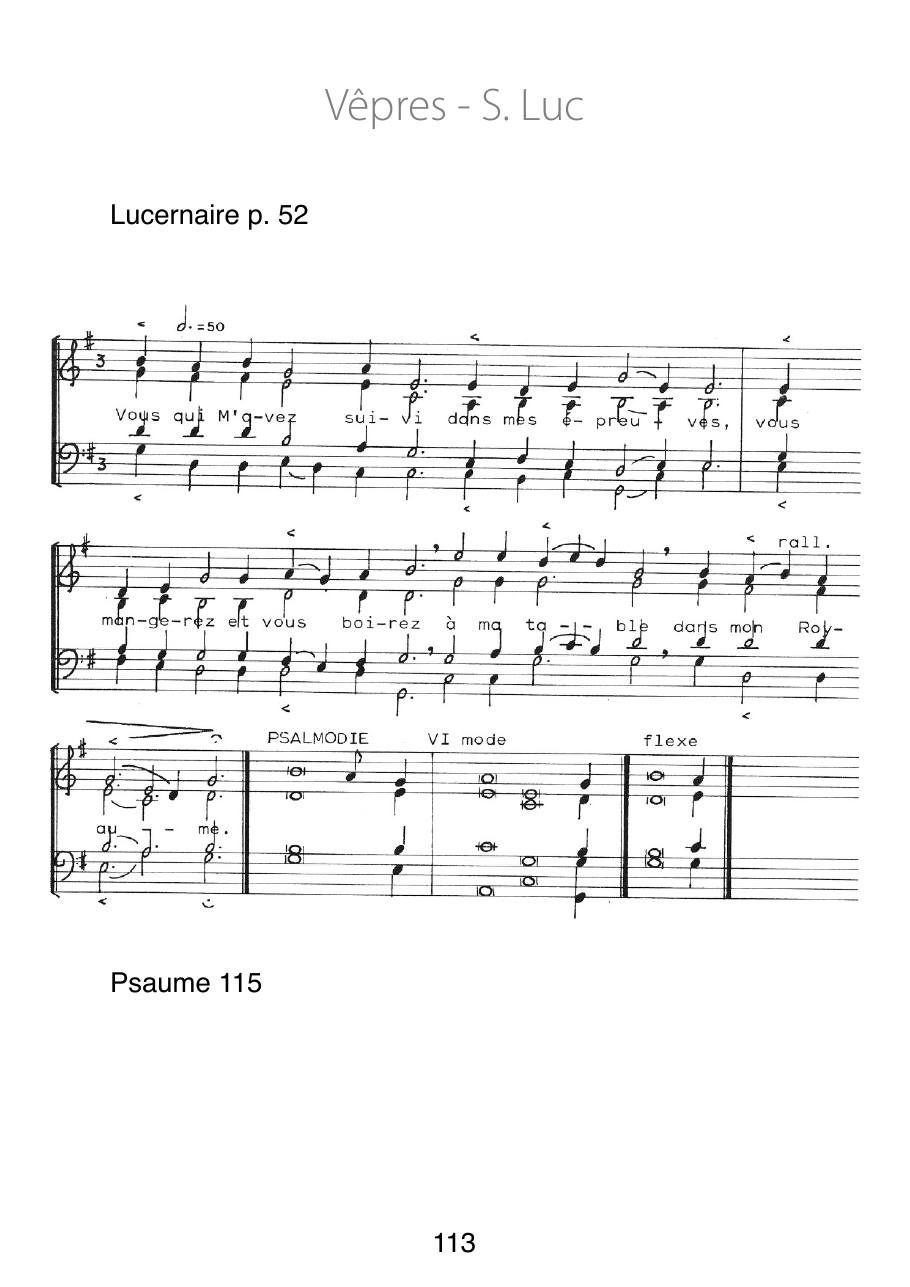 Vêpres - S. Luc
Lucernaire p. 52
=50
3
Vous qui M'a-vez sui-vi dans mes é-preu-ves, vous
3
rall.
man-ge-rez et vous boi-rez à ma ta---ble dans mon Roy-
PSALMODIE VI mode flexe
au --- me.
Psaume 115
113